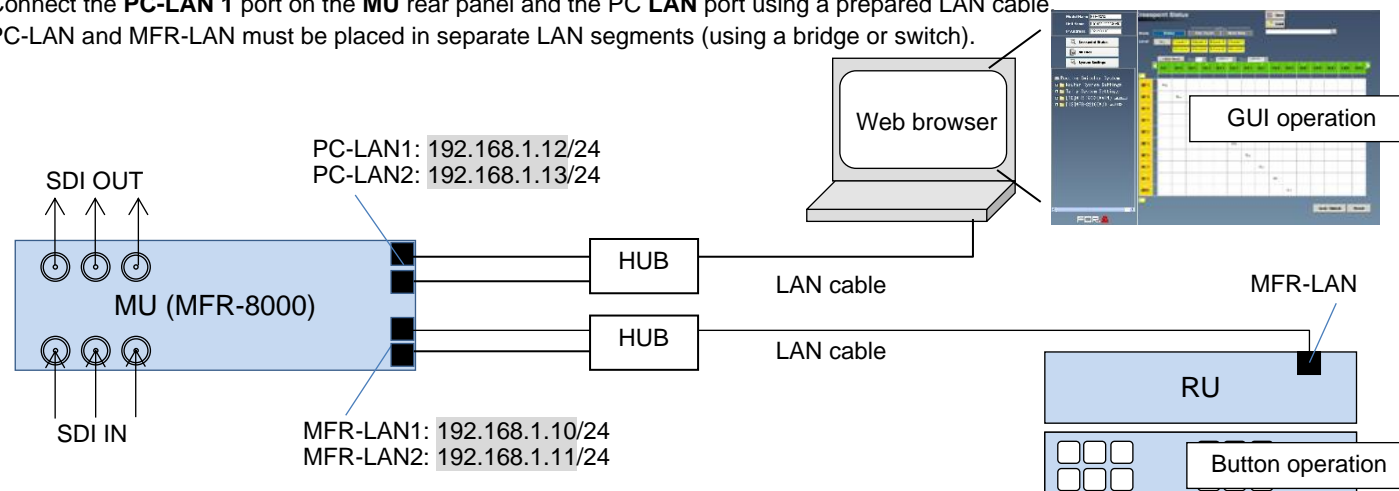 Connect the PC-LAN 1 port on the MU rear panel and the PC LAN port using a prepared LAN cable
PC-LAN and MFR-LAN must be placed in separate LAN segments (using a bridge or switch).
Web browser
GUI operation
PC-LAN1: 192.168.1.12/24
PC-LAN2: 192.168.1.13/24
SDI OUT
HUB
LAN cable
MU (MFR-8000)
MFR-LAN
HUB
LAN cable
RU
SDI IN
MFR-LAN1: 192.168.1.10/24
MFR-LAN2: 192.168.1.11/24
Button operation